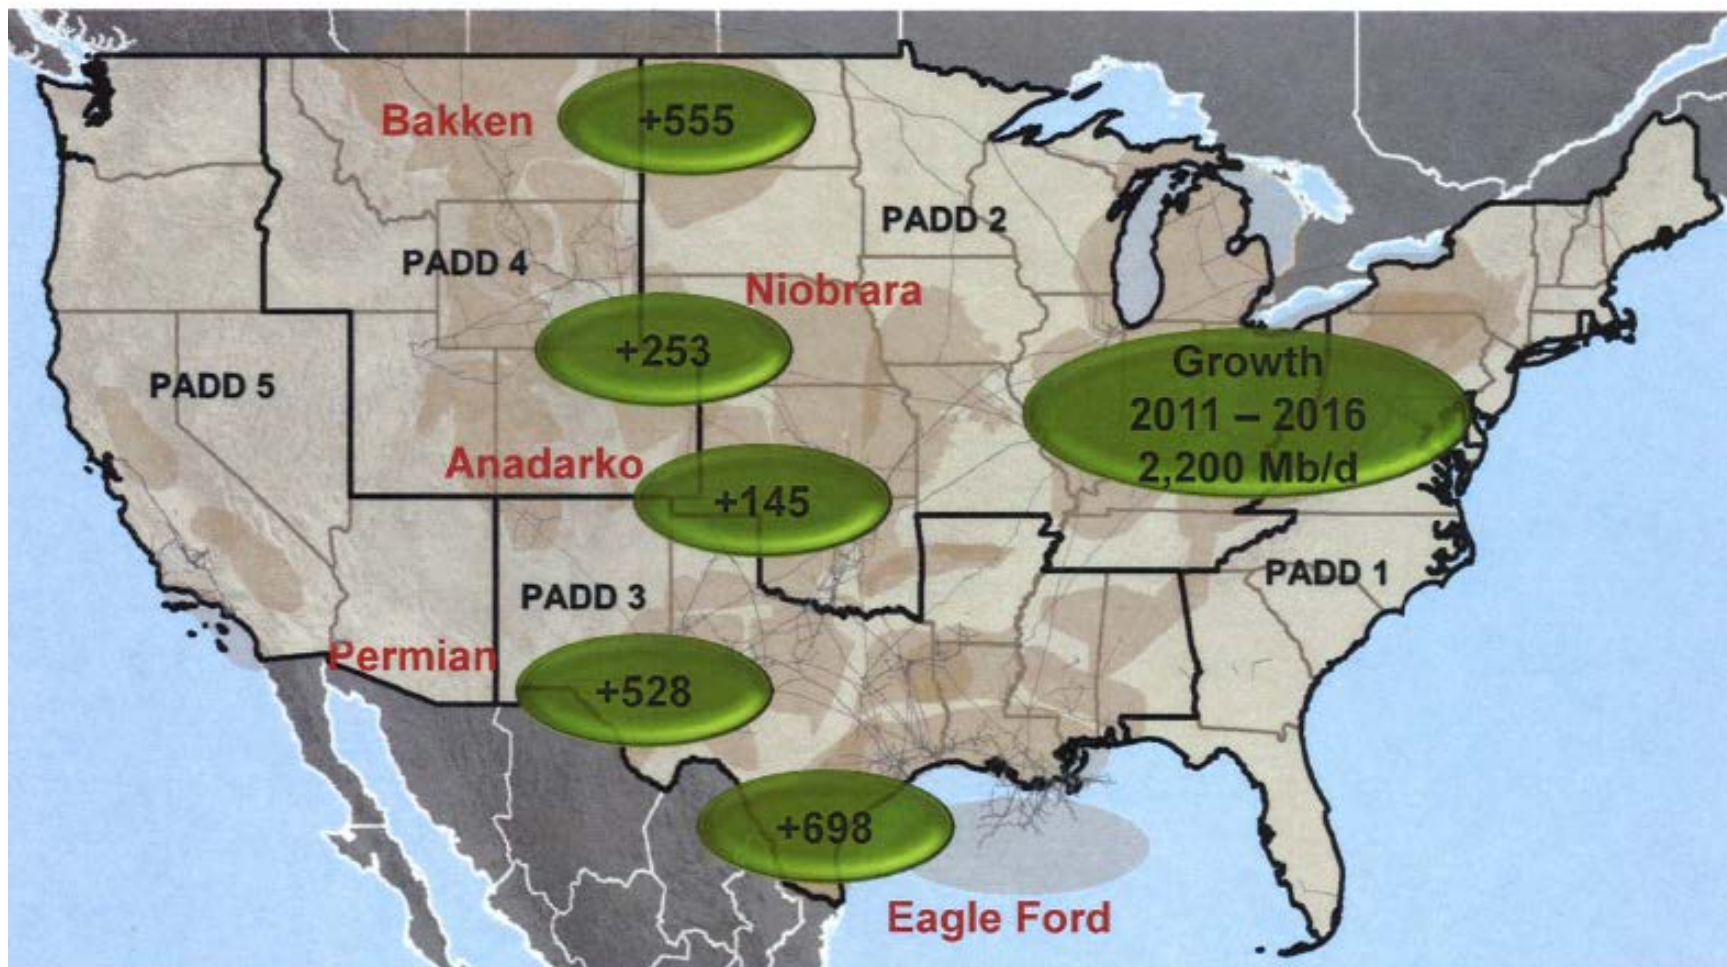 Bakken
+555
PADD 2
PADD 4
Niobrara
+253
Growth
2011 – 2016
2,200 Mb/d
PADD 5
Anadarko
+145
PADD 3
PADD 1
Permian
+528
+698
Eagle Ford